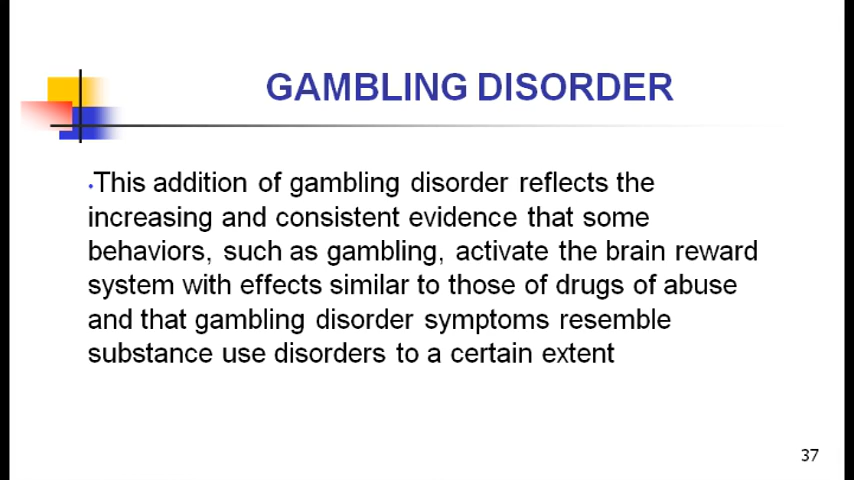 GAMBLING DISORDER
•This addition of gambling disorder reflects the
increasing and consistent evidence that some
behaviors, such as gambling, activate the brain reward
system with effects similar to those of drugs of abuse
and that gambling disorder symptoms resemble
substance use disorders to a certain extent
37